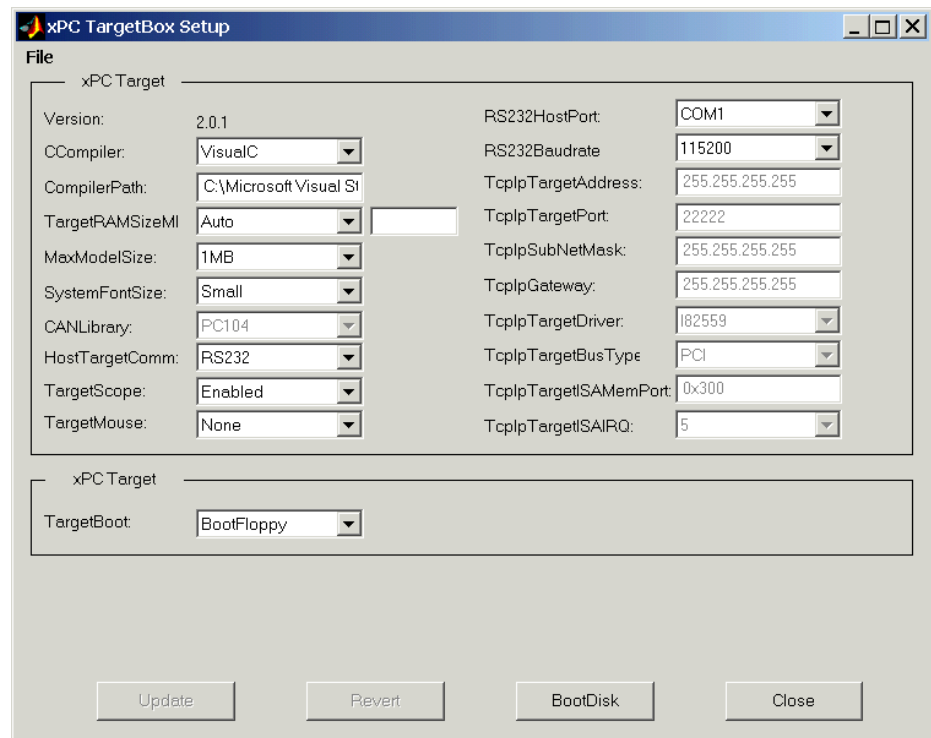 xPC TargetBox Setup
File
xPC Target
Version: 2.0.1
CCompiler: VisualC
CompilerPath: C:\Microsoft Visual St
TargetRAMSizeMI Auto
MaxModelSize: 1MB
SystemFontSize: Small
CANLibrary: PC104
HostTargetComm: RS232
TargetScope: Enabled
TargetMouse: None
RS232HostPort: COM1
RS232Baudrate 115200
TcpIpTargetAddress: 255.255.255.255
TcpIpTargetPort: 22222
TcpIpSubNetMask: 255.255.255.255
TcpIpGateway: 255.255.255.255
TcpIpTargetDriver: I82559
TcpIpTargetBusType PCI
TcpIpTargetISAMemPort: 0x300
TcpIpTargetISAIRQ: 5
xPC Target
TargetBoot: BootFloppy
Update Revert BootDisk Close